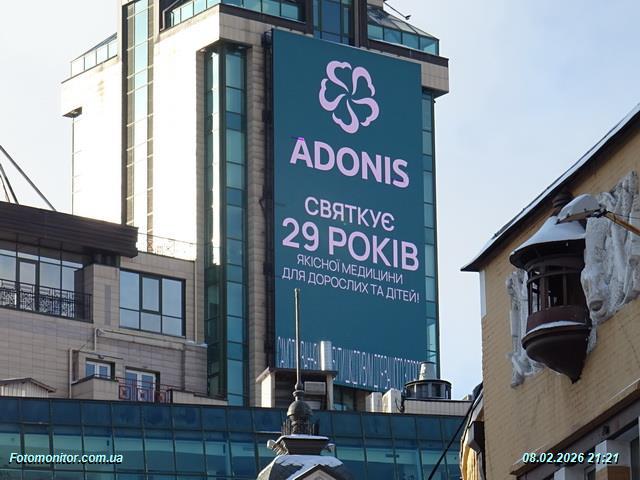 ADONIS
СВЯТКУЄ
29 РОКІВ
ЯКІСНОЇ МЕДИЦИНИ
ДЛЯ ДОРОСЛИХ ТА ДІТЕЙ!
Fotomonitor.com.ua
08.02.2026 21:21